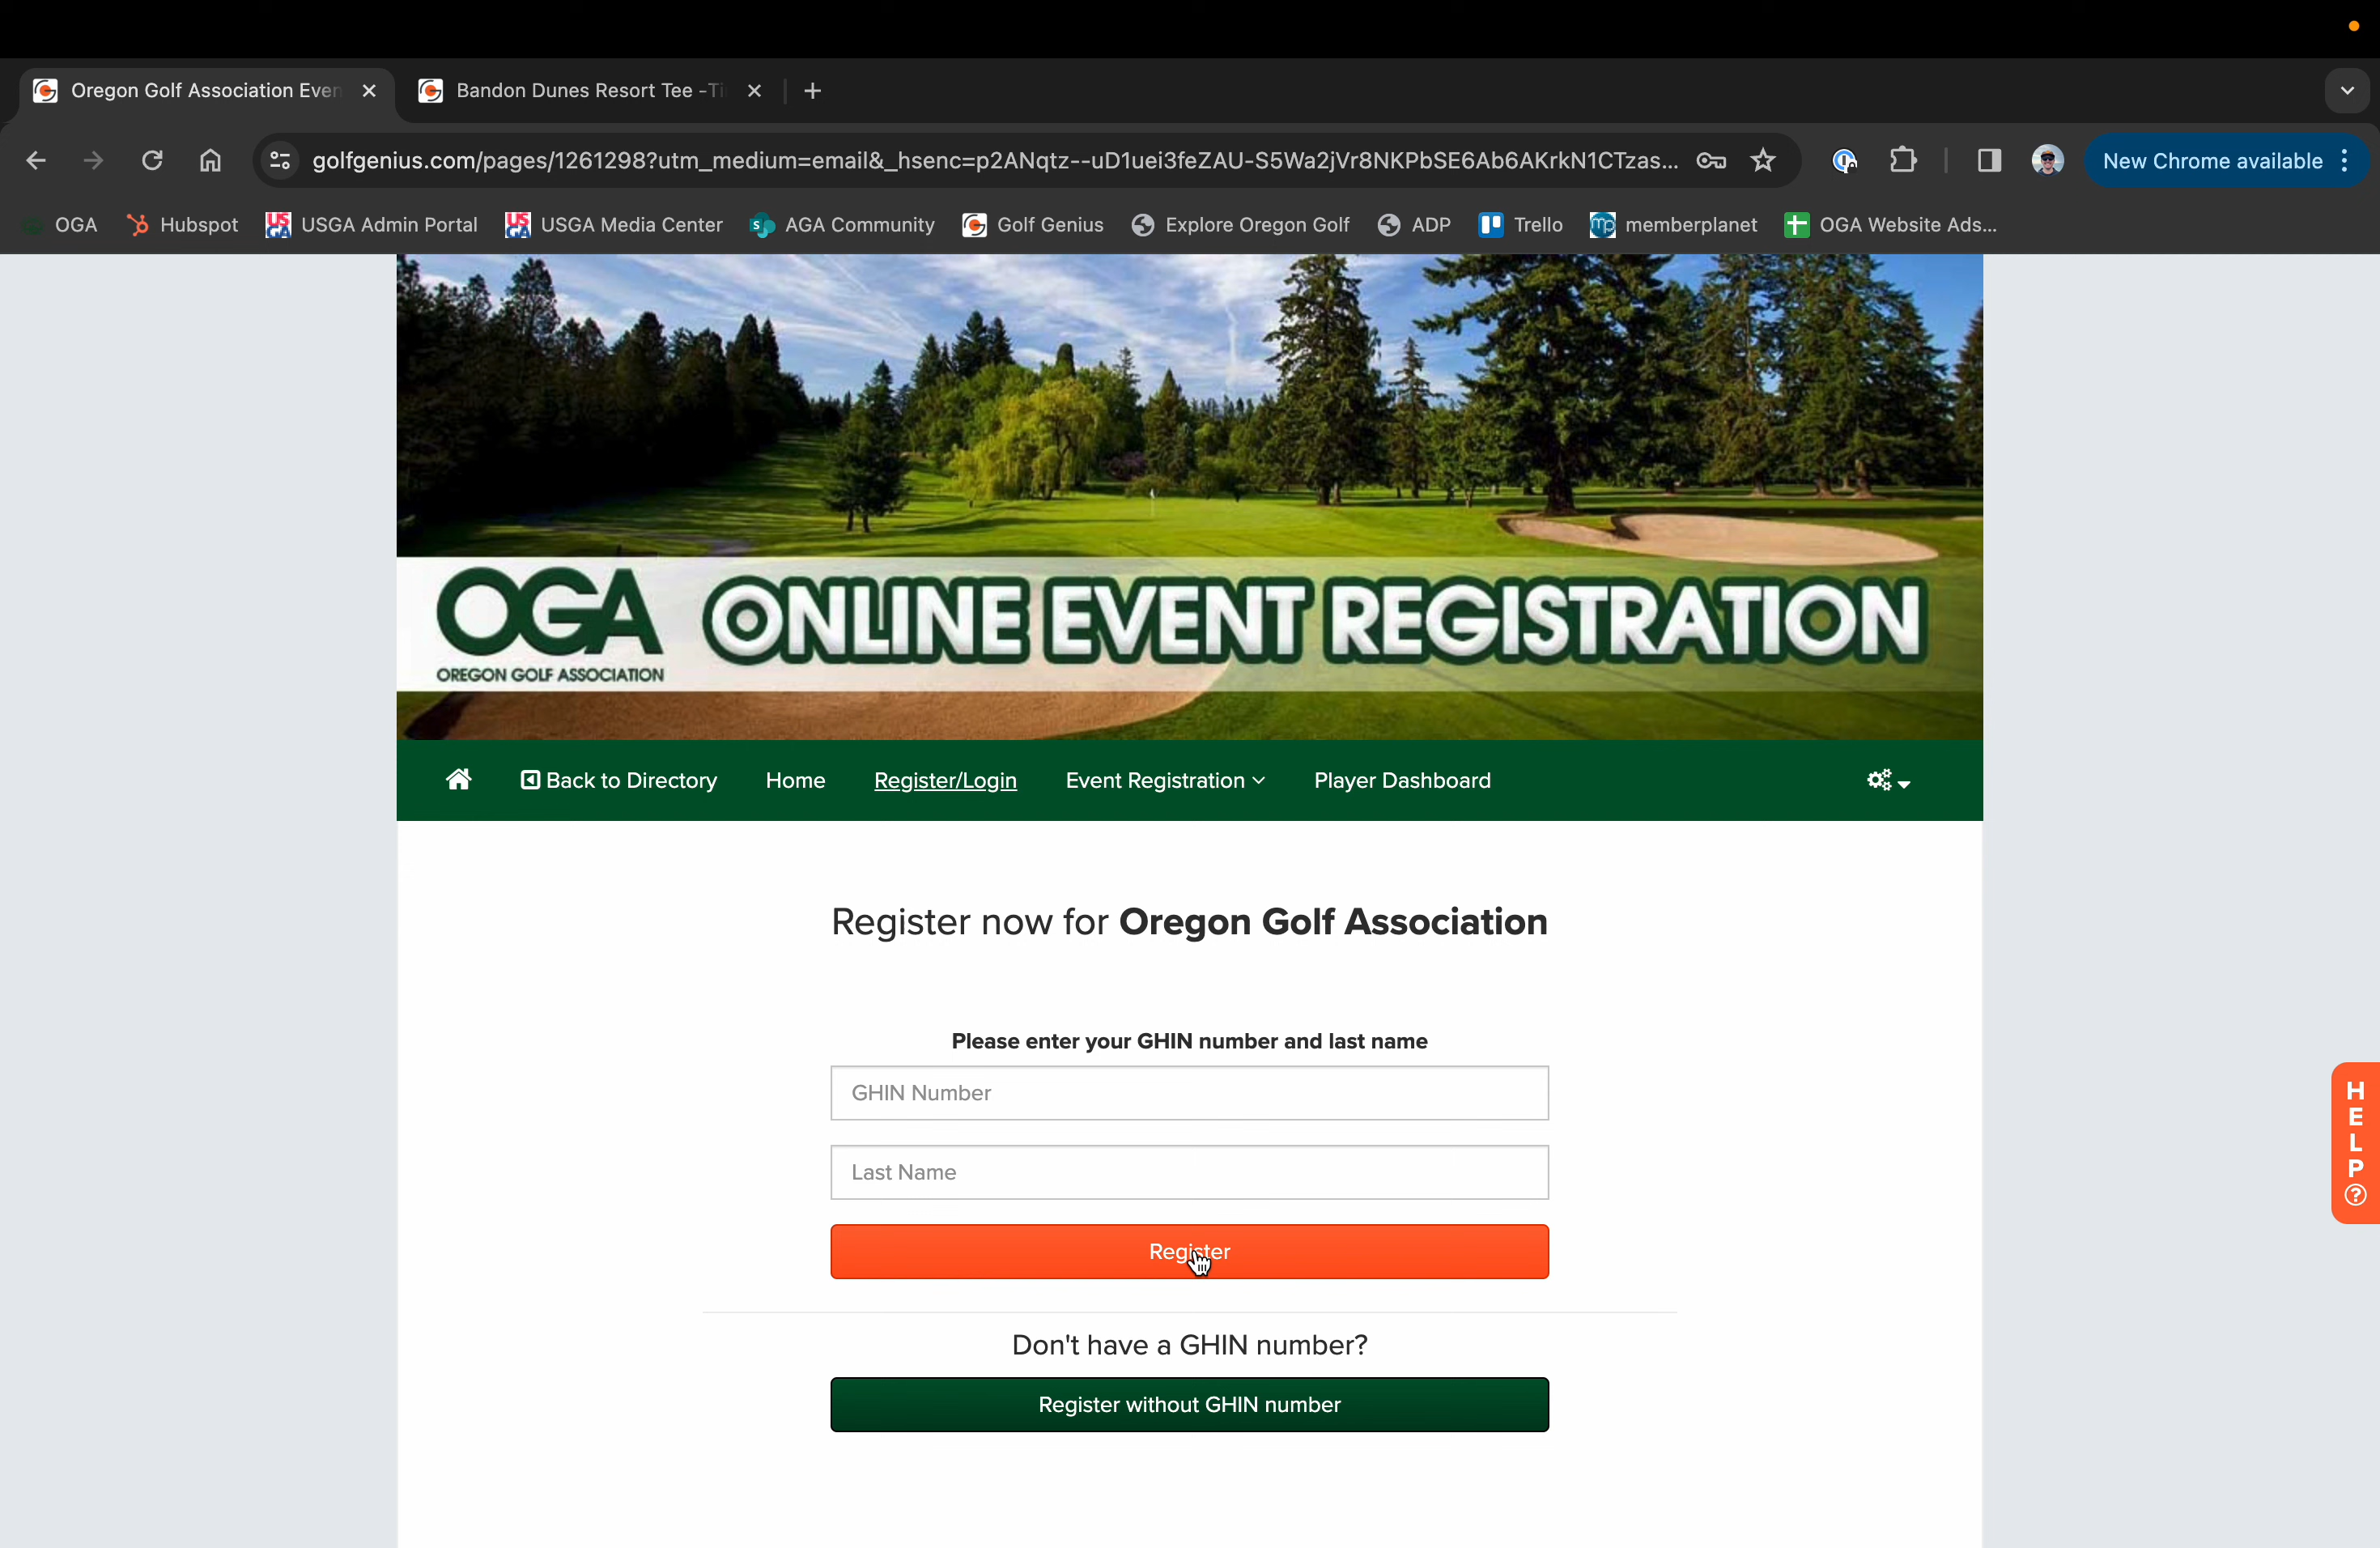 Oregon Golf Association Even
Bandon Dunes Resort Tee -Ti
golfgenius.com/pages/1261298?utm_medium=email&_hsenc=p2ANqtz--uD1uei3feZAU-S5Wa2jVr8NKPbSE6Ab6AKrkN1CTzas...
New Chrome available
OGA Hubspot USGA Admin Portal USGA Media Center AGA Community Golf Genius Explore Oregon Golf ADP Trello memberplanet OGA Website Ads...
OGA ONLINE EVENT REGISTRATION
OREGON GOLF ASSOCIATION
Back to Directory Home Register/Login Event Registration Player Dashboard
Register now for Oregon Golf Association
Please enter your GHIN number and last name
GHIN Number
Last Name
Register
Don't have a GHIN number?
Register without GHIN number
HELP?